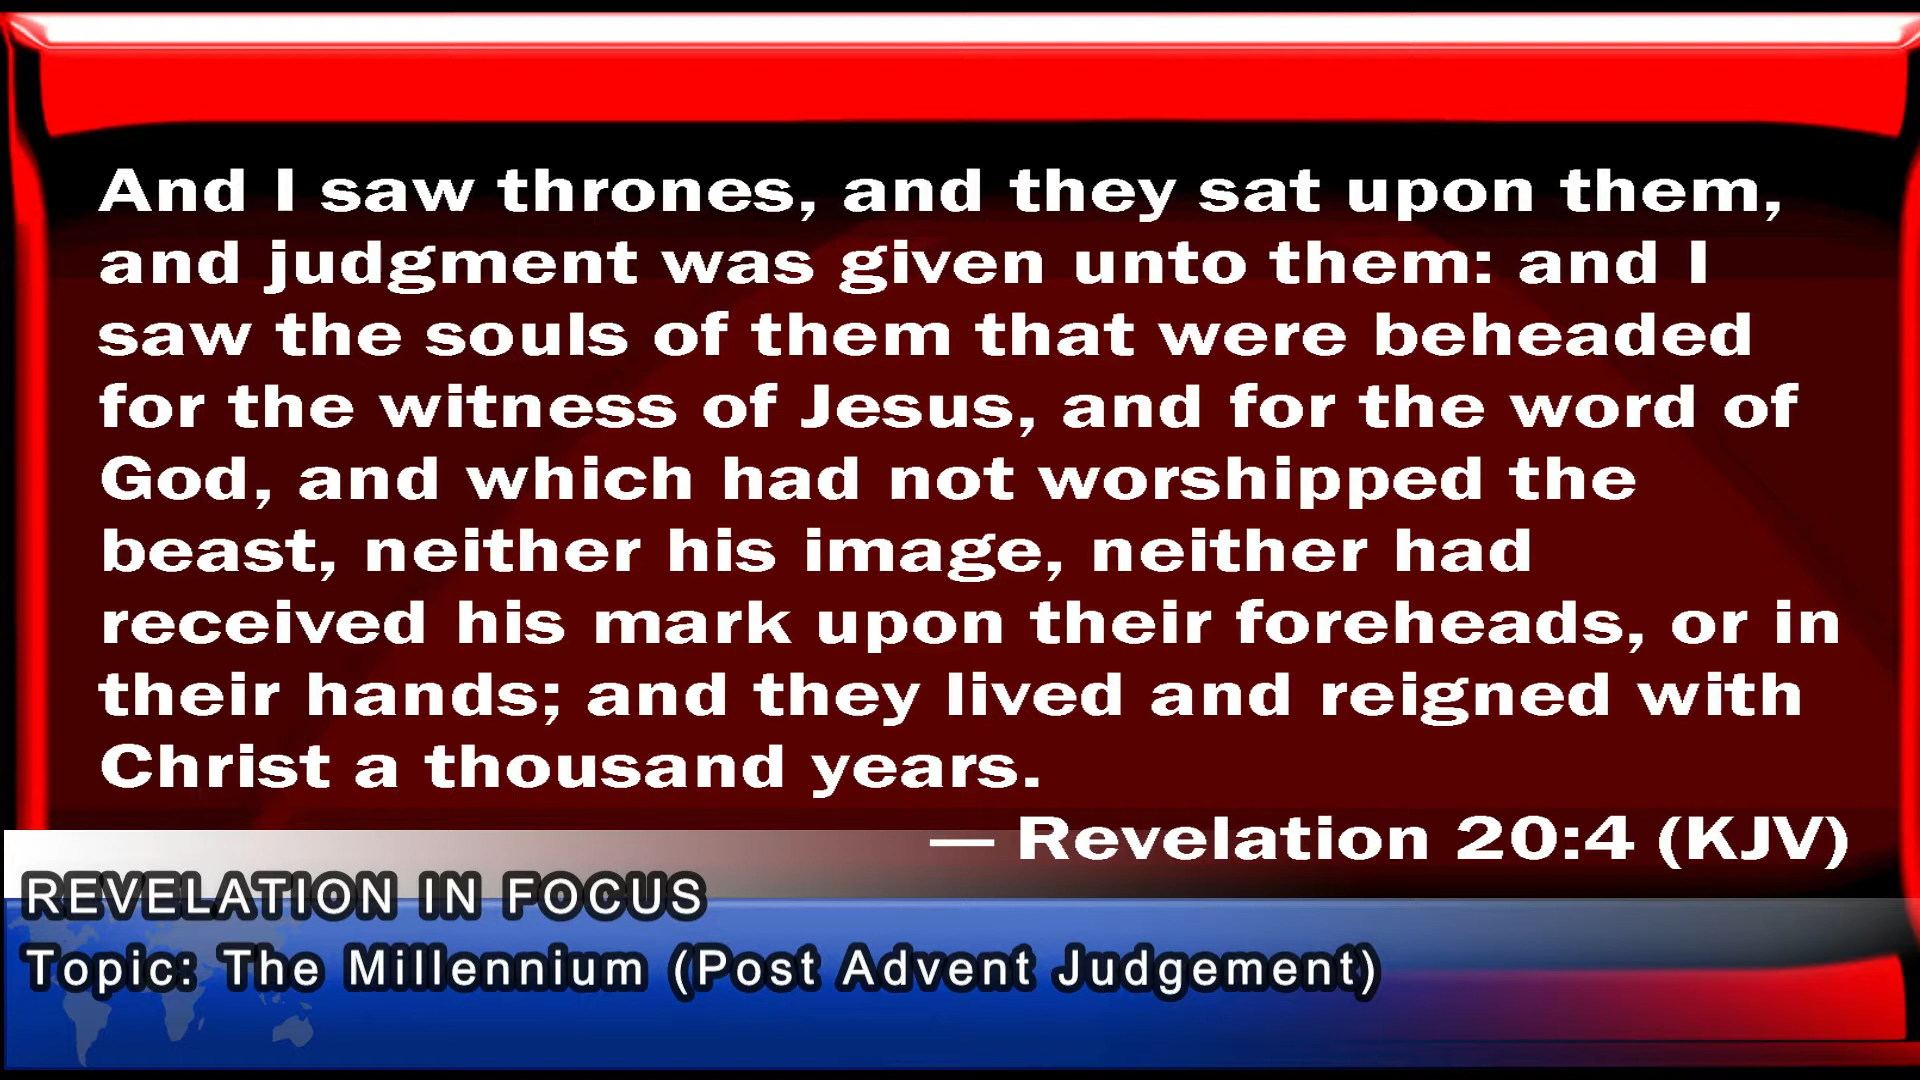 And I saw thrones, and they sat upon them,
and judgment was given unto them: and I
saw the souls of them that were beheaded
for the witness of Jesus, and for the word of
God, and which had not worshipped the
beast, neither his image, neither had
received his mark upon their foreheads, or in
their hands; and they lived and reigned with
Christ a thousand years.
— Revelation 20:4 (KJV)
REVELATION IN FOCUS
Topic: The Millennium (Post Advent Judgement)